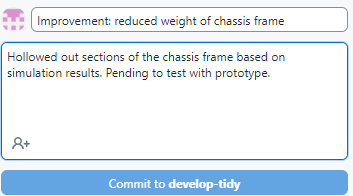 Improvement: reduced weight of chassis frame
Hollowed out sections of the chassis frame based on
simulation results. Pending to test with prototype.
Commit to develop-tidy